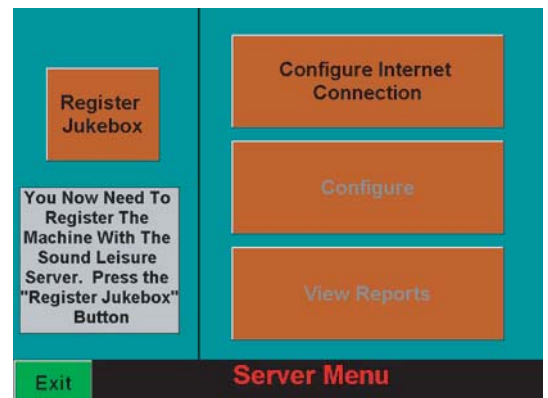 Register
Jukebox
You Now Need To
Register The
Machine With The
Sound Leisure
Server. Press the
"Register Jukebox"
Button
Configure Internet
Connection
Configure
View Reports
Exit
Server Menu